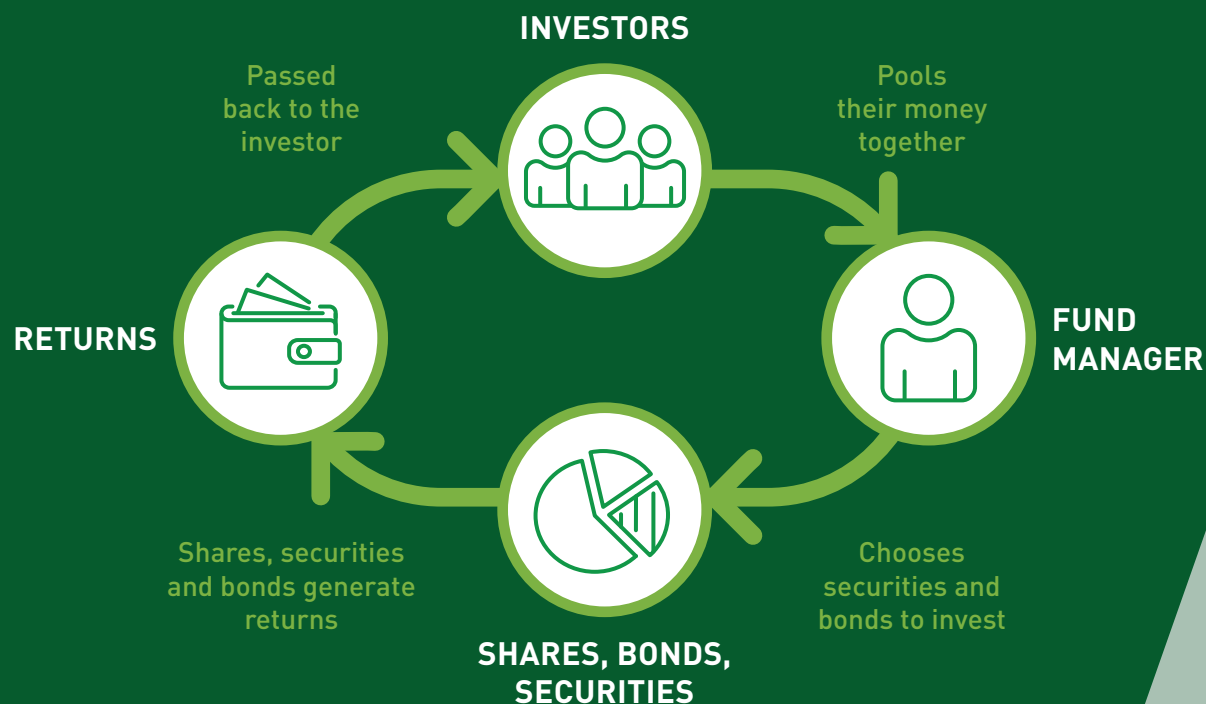 INVESTORS
Pools
their money
together
FUND
MANAGER
Chooses
securities and
bonds to invest
SHARES, BONDS,
SECURITIES
Shares, securities
and bonds generate
returns
RETURNS
Passed
back to the
investor